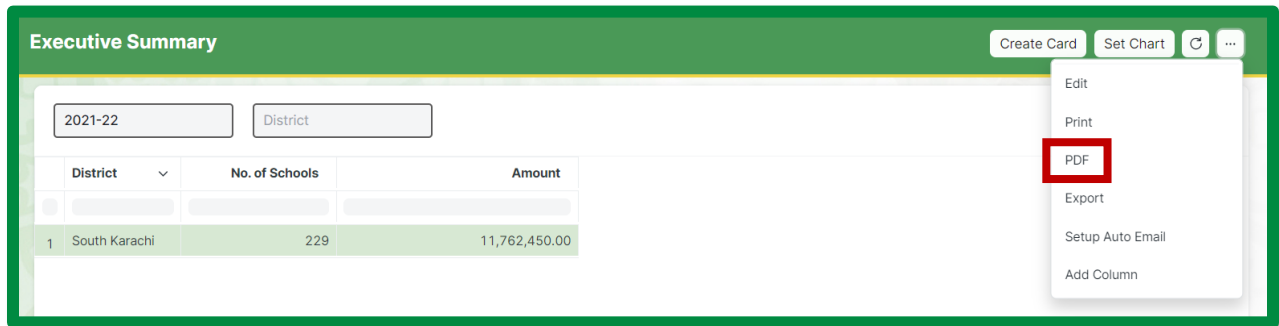 Executive Summary Create Card Set Chart ...
Edit
2021-22 District
Print
PDF
District No. of Schools Amount
Export
1 South Karachi 229 11,762,450.00
Setup Auto Email
Add Column